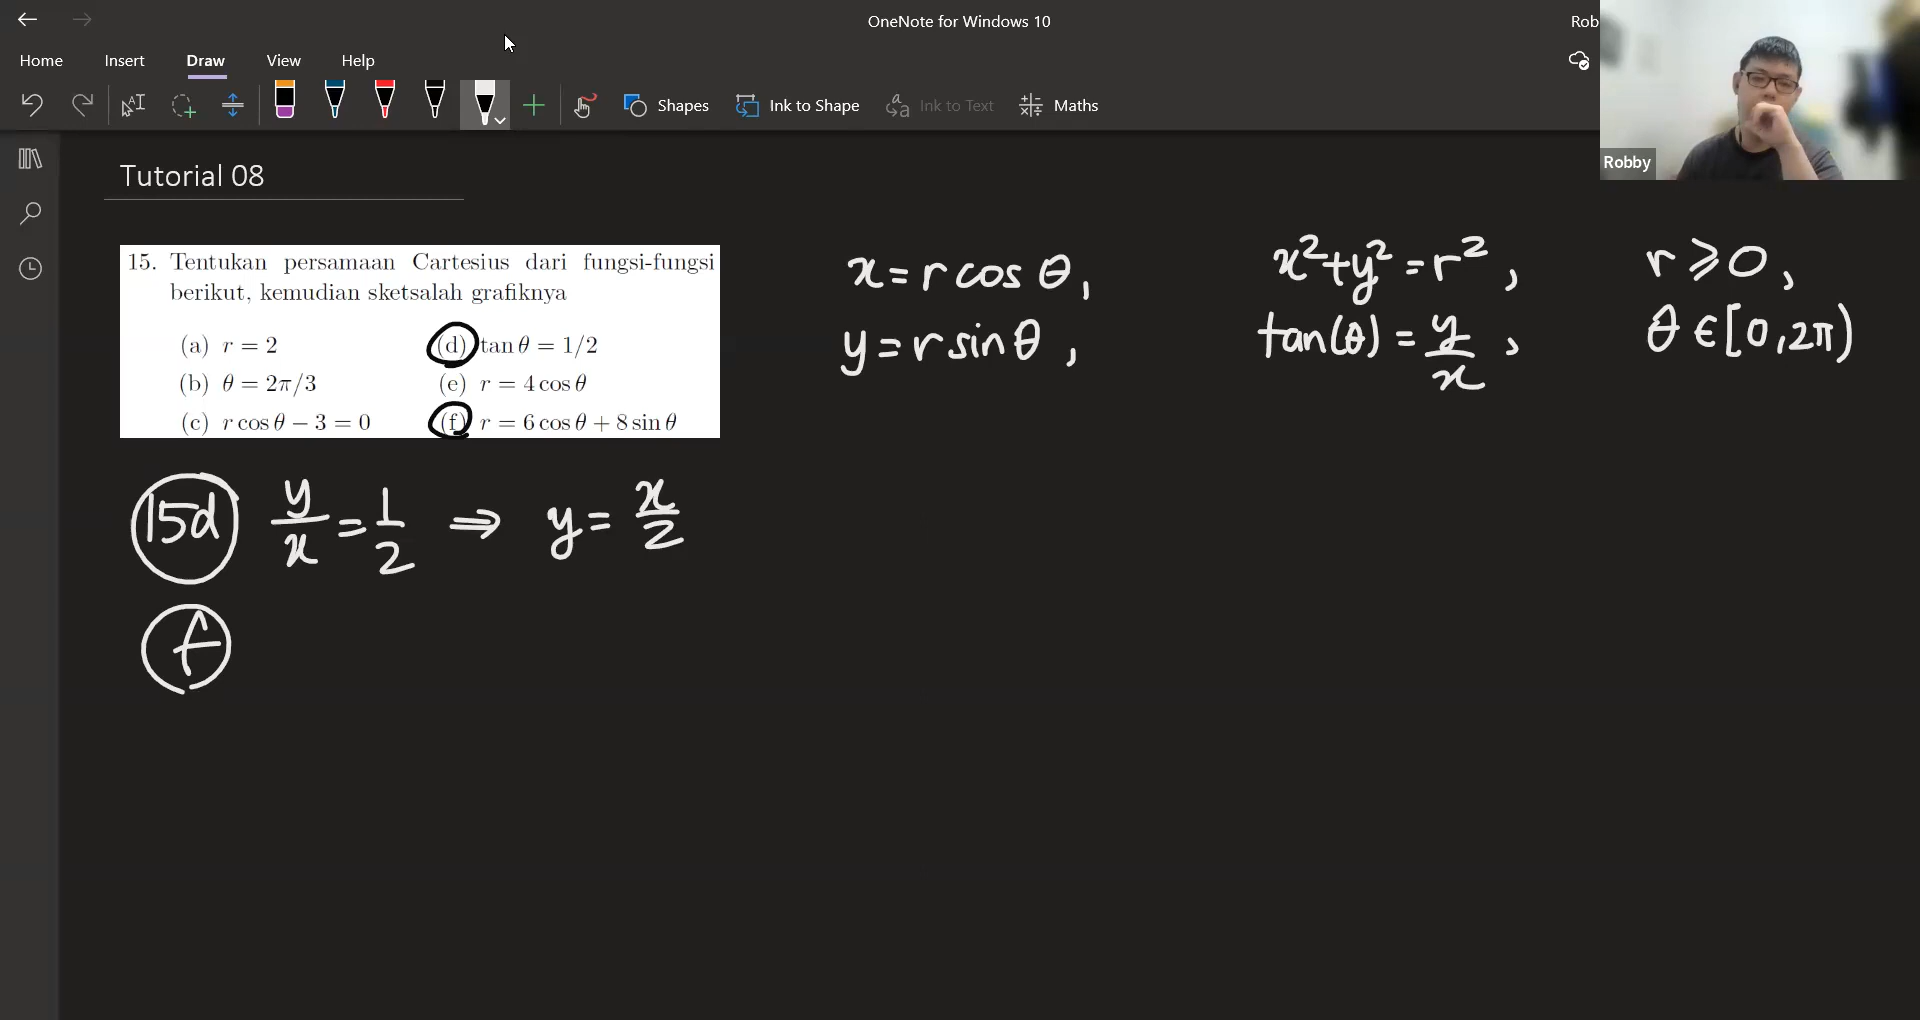 OneNote for Windows 10
Rob
Home Insert Draw View Help
Shapes Ink to Shape Ink to Text Maths
Robby
Tutorial 08
15. Tentukan persamaan Cartesius dari fungsi-fungsi
berikut, kemudian sketsalah grafiknya
(a) r = 2
(b) θ = 2π/3
(c) r cos θ − 3 = 0
(d) tan θ = 1/2
(e) r = 4 cos θ
(f) r = 6 cos θ + 8 sin θ
x = r cos θ,
y = r sin θ,
x² + y² = r²,
tan(θ) = y/x,
r ⩾ 0,
θ ∈ [0, 2π)
15d y/x = 1/2 ⇒ y = x/2
f